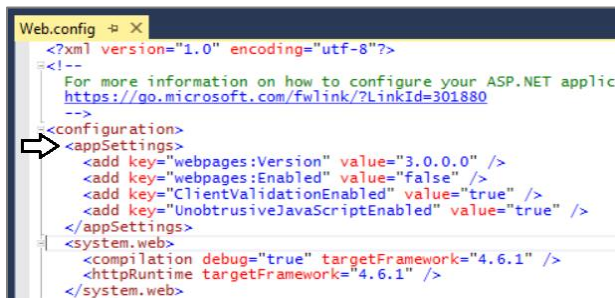 Web.config
<?xml version="1.0" encoding="utf-8"?>
<!--
For more information on how to configure your ASP.NET applic
https://go.microsoft.com/fwlink/?LinkId=301880
-->
<configuration>
<appSettings>
<add key="webpages:Version" value="3.0.0.0" />
<add key="webpages:Enabled" value="false" />
<add key="ClientValidationEnabled" value="true" />
<add key="UnobtrusiveJavaScriptEnabled" value="true" />
</appSettings>
<system.web>
<compilation debug="true" targetFramework="4.6.1" />
<httpRuntime targetFramework="4.6.1" />
</system.web>